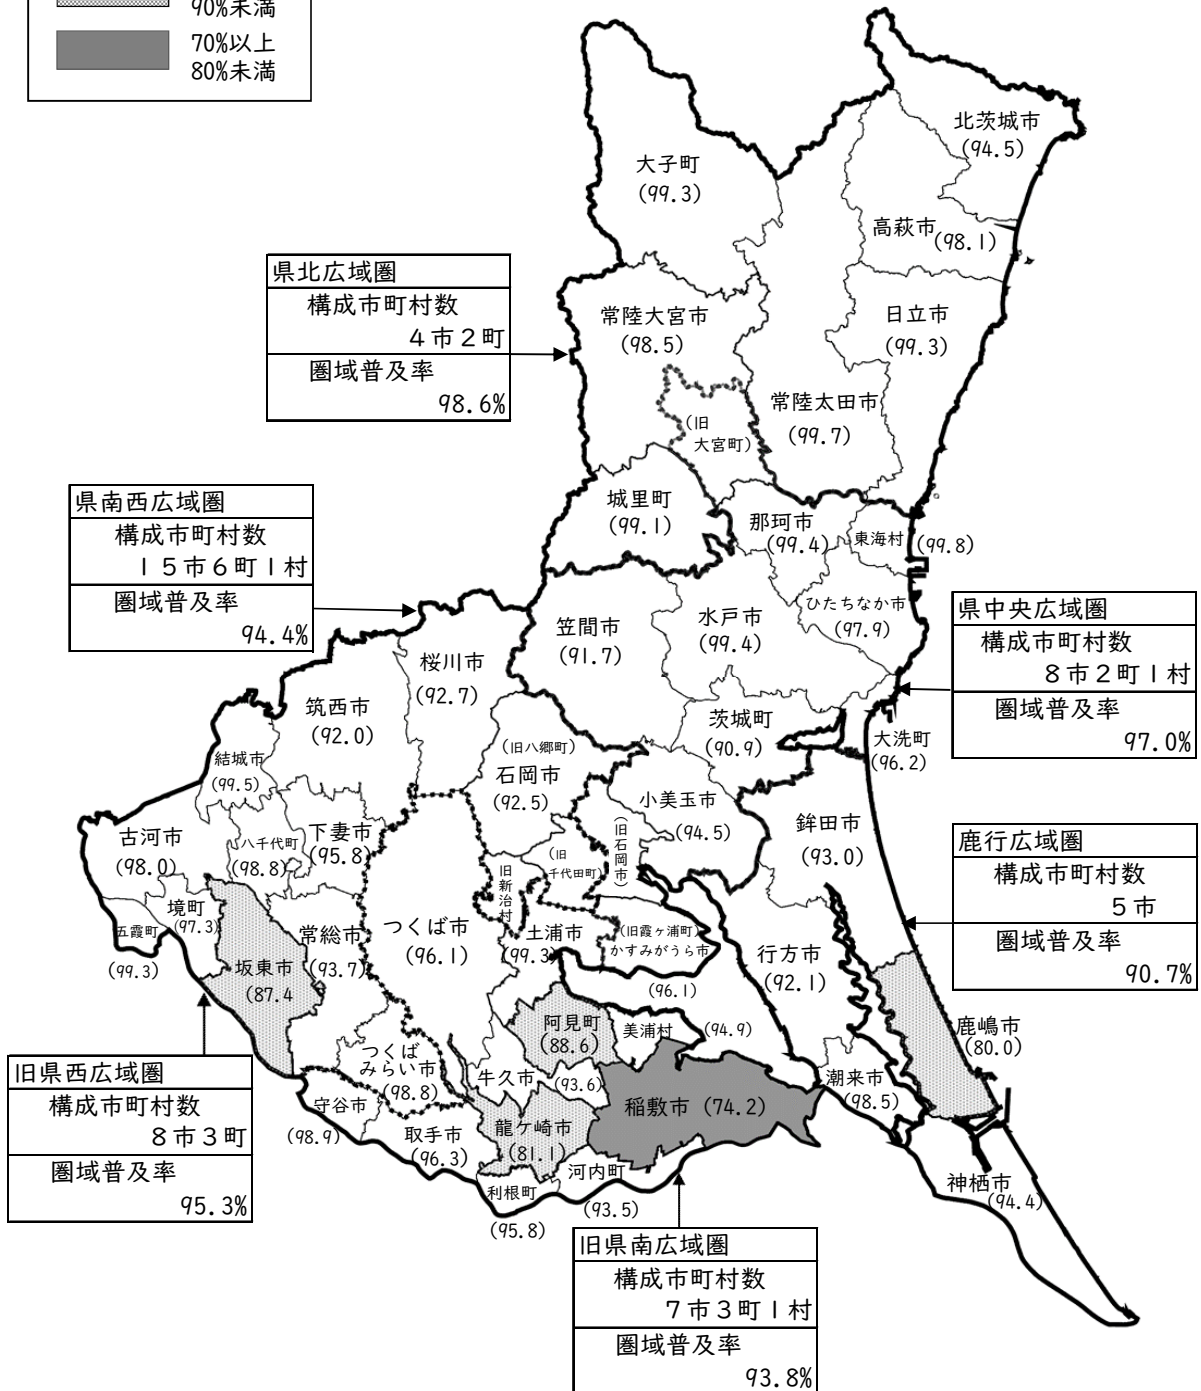 90%未満
70%以上
80%未満
北茨城市
(94.5)
大子町
(99.3)
高萩市(98.1)
県北広域圏
構成市町村数
4市2町
圏域普及率
98.6%
常陸大宮市
(98.5)
日立市
(99.3)
常陸太田市
(99.7)
(旧
大宮町)
県南西広域圏
構成市町村数
15市6町1村
圏域普及率
94.4%
城里町
(99.1)
那珂市
(99.4)
東海村
(99.8)
ひたちなか市
(97.9)
水戸市
(99.4)
笠間市
(91.7)
県中央広域圏
構成市町村数
8市2町1村
圏域普及率
97.0%
桜川市
(92.7)
筑西市
(92.0)
茨城町
(90.9)
大洗町
(96.2)
結城市
(99.5)
(旧八郷町)
石岡市
(92.5)
小美玉市
(94.5)
鉾田市
(93.0)
古河市
(98.0)
八千代町
(98.8)
下妻市
(95.8)
(旧
千代田町)
(旧石岡市)
旧新治村
鹿行広域圏
構成市町村数
5市
圏域普及率
90.7%
境町
(97.3)
五霞町
(99.3)
常総市
(93.7)
つくば市
(96.1)
土浦市
(99.3)
(旧霞ヶ浦町)
かすみがうら市
(96.1)
行方市
(92.1)
坂東市
(87.4
阿見町
(88.6)
美浦村
(94.9)
鹿嶋市
(80.0)
旧県西広域圏
構成市町村数
8市3町
圏域普及率
95.3%
つくば
みらい市
(98.8)
牛久市
(93.6)
稲敷市 (74.2)
潮来市
(98.5)
守谷市
(98.9)
取手市
(96.3)
龍ケ崎市
(81.1)
河内町
(93.5)
利根町
(95.8)
神栖市
(94.4)
旧県南広域圏
構成市町村数
7市3町1村
圏域普及率
93.8%